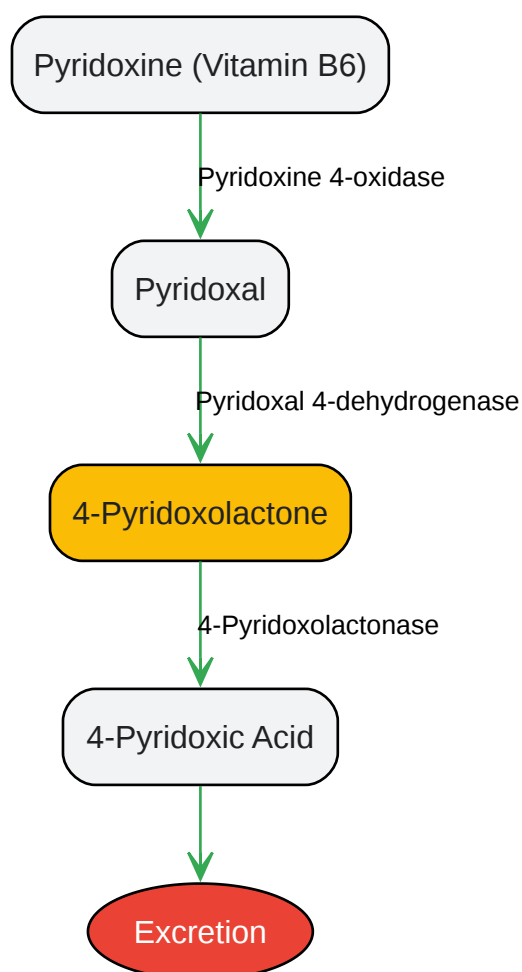 Pyridoxine (Vitamin B6)
Pyridoxine 4-oxidase
Pyridoxal
Pyridoxal 4-dehydrogenase
4-Pyridoxolactone
4-Pyridoxolactonase
4-Pyridoxic Acid
Excretion